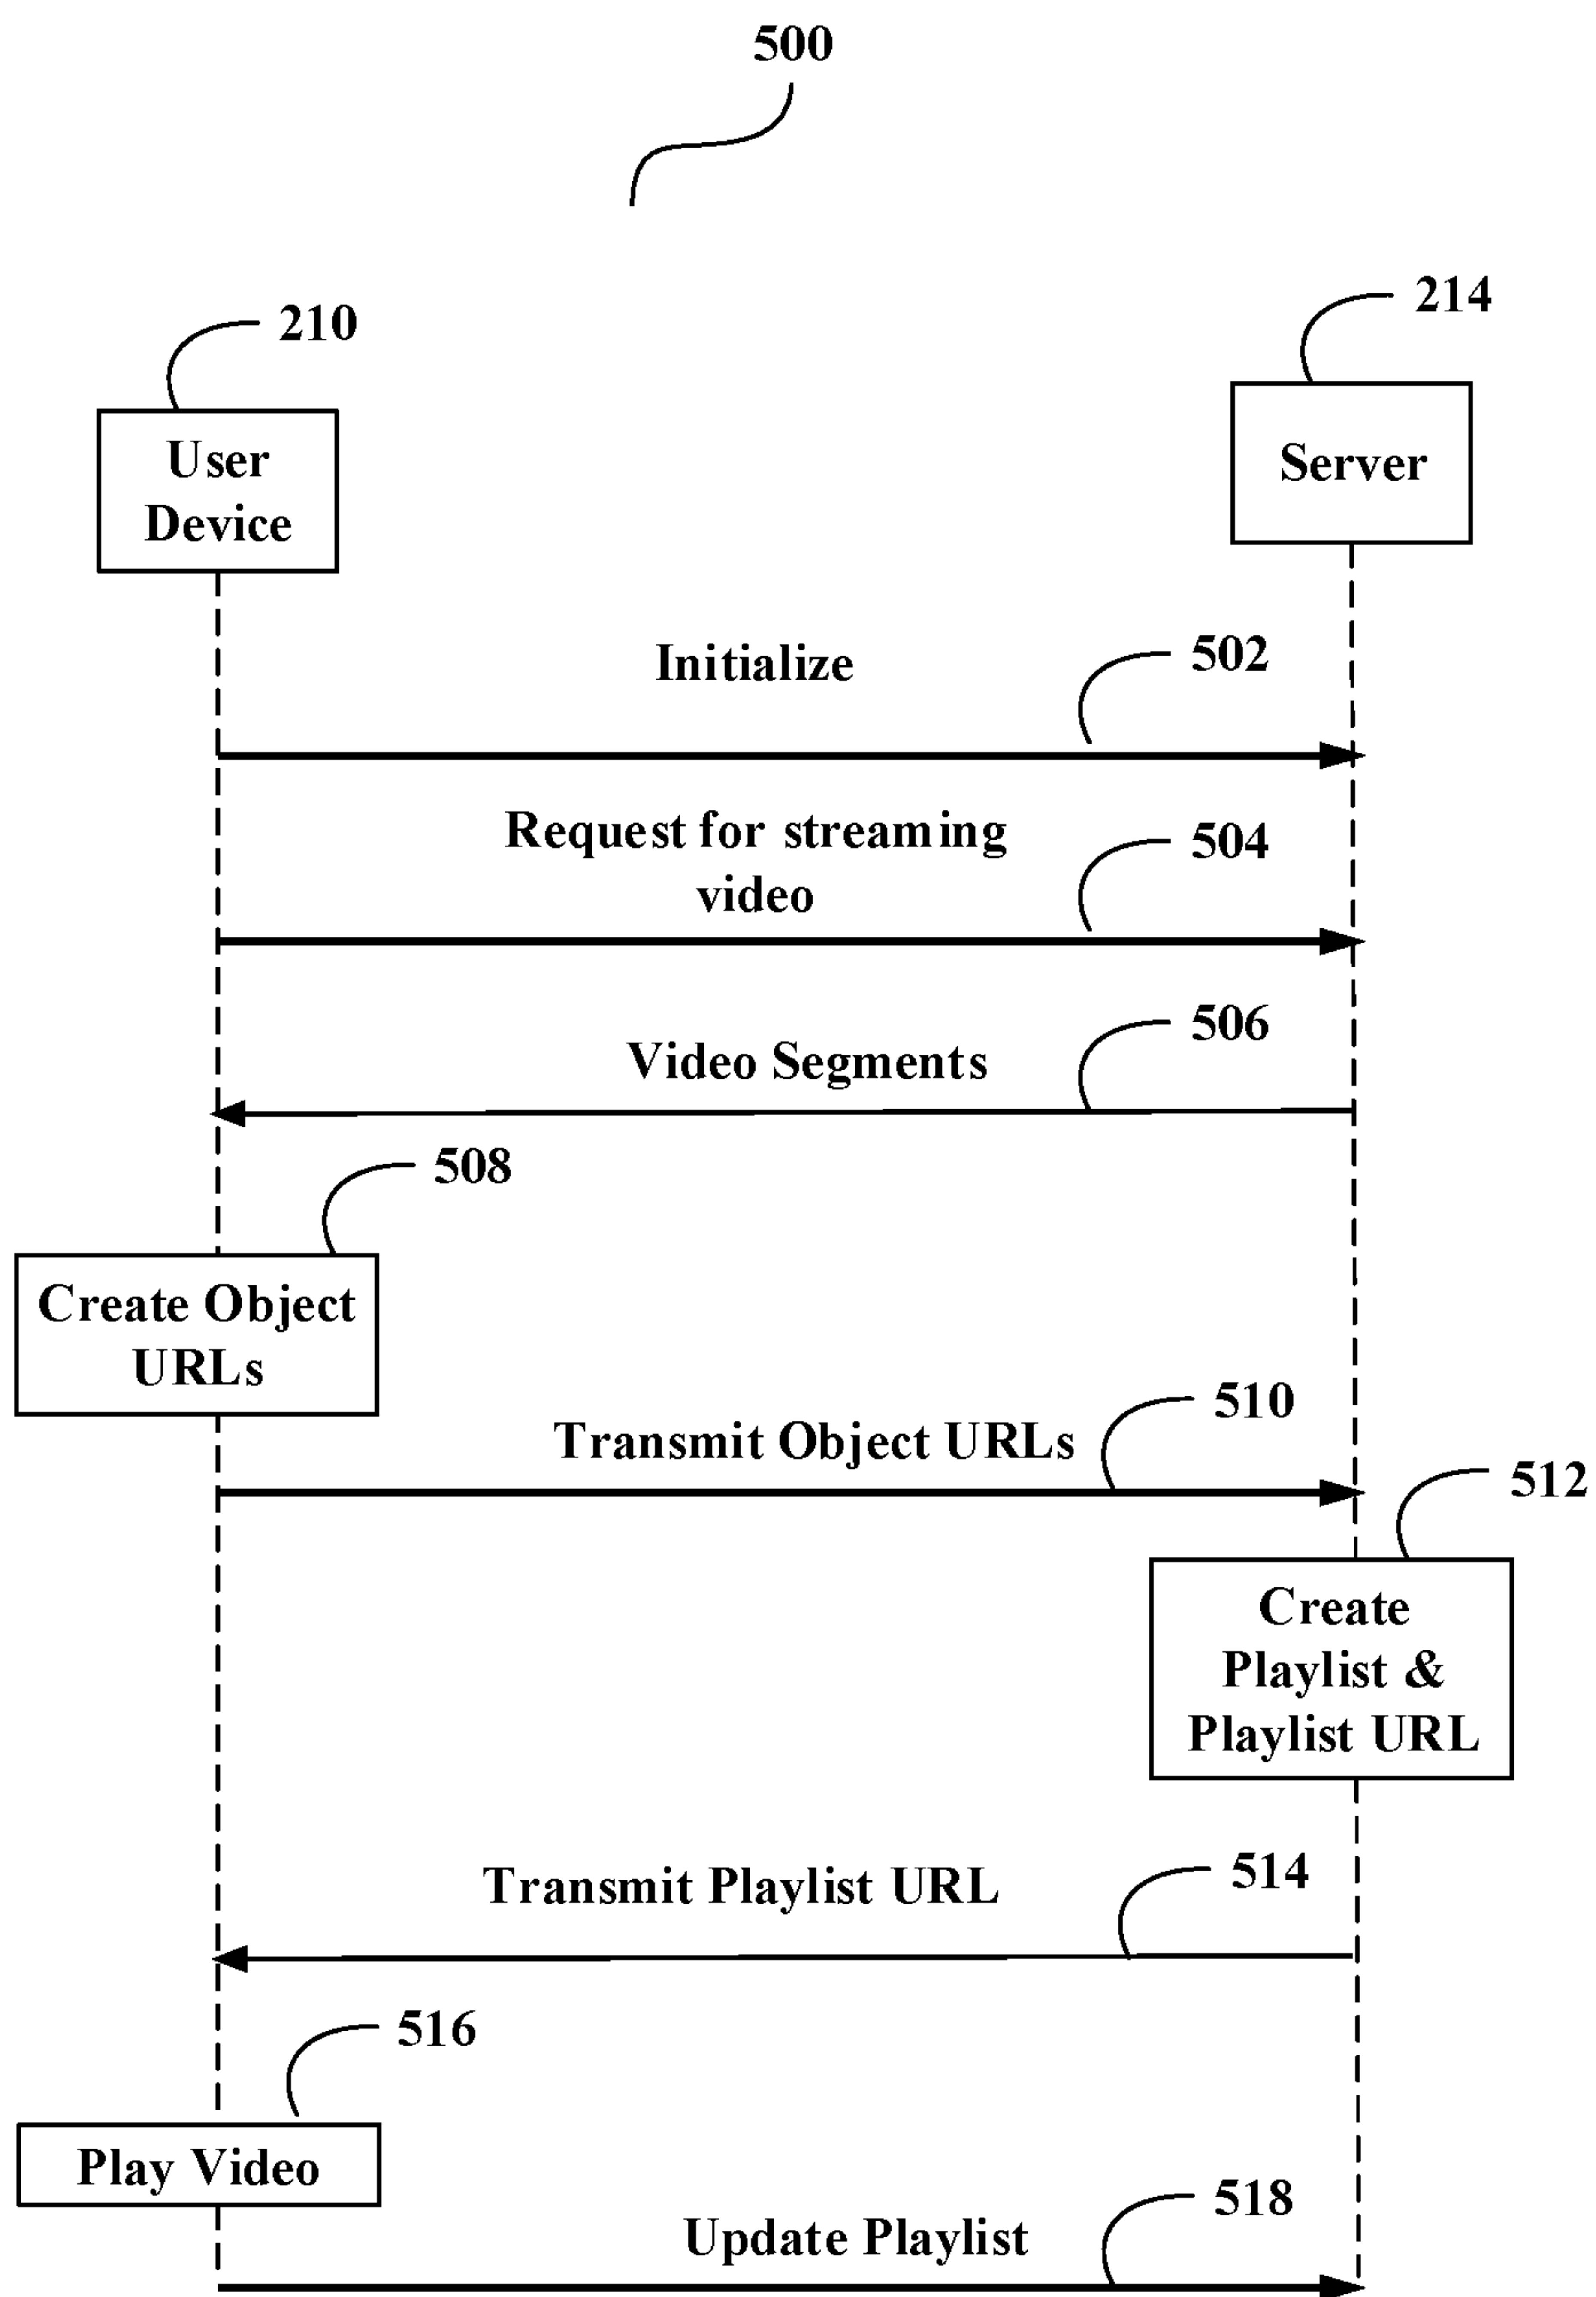 500
210
214
User
Device
Server
Initialize
502
Request for streaming
video
504
Video Segments
506
508
Create Object
URLs
Transmit Object URLs
510
512
Create
Playlist &
Playlist URL
Transmit Playlist URL
514
516
Play Video
Update Playlist
518